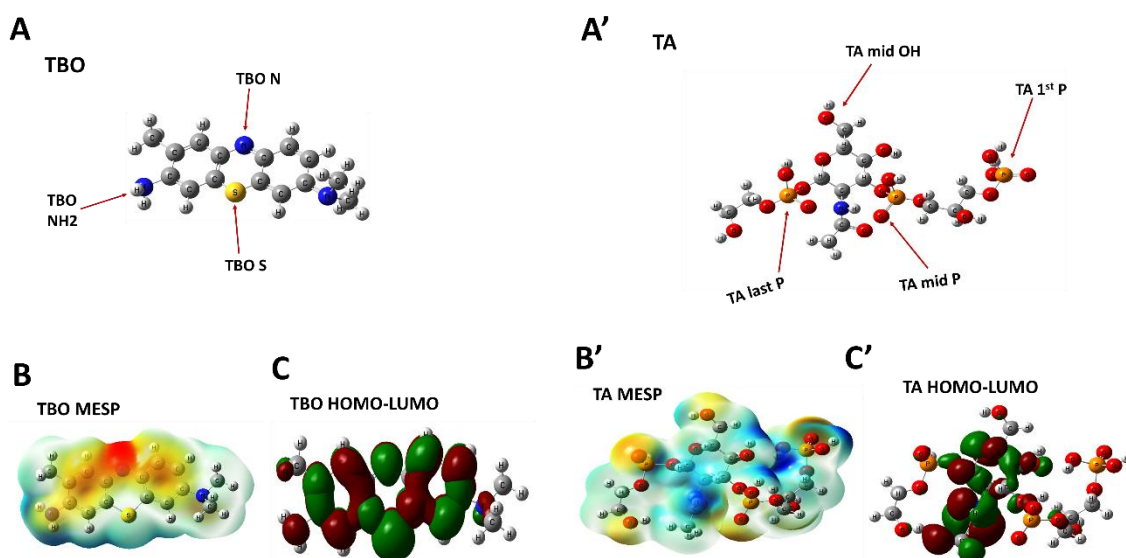 A
TBO
TBO N
TBO
NH2
TBO S
A’
TA
TA mid OH
TA 1st P
TA last P
TA mid P
B
TBO MESP
C
TBO HOMO-LUMO
B’
TA MESP
C’
TA HOMO-LUMO